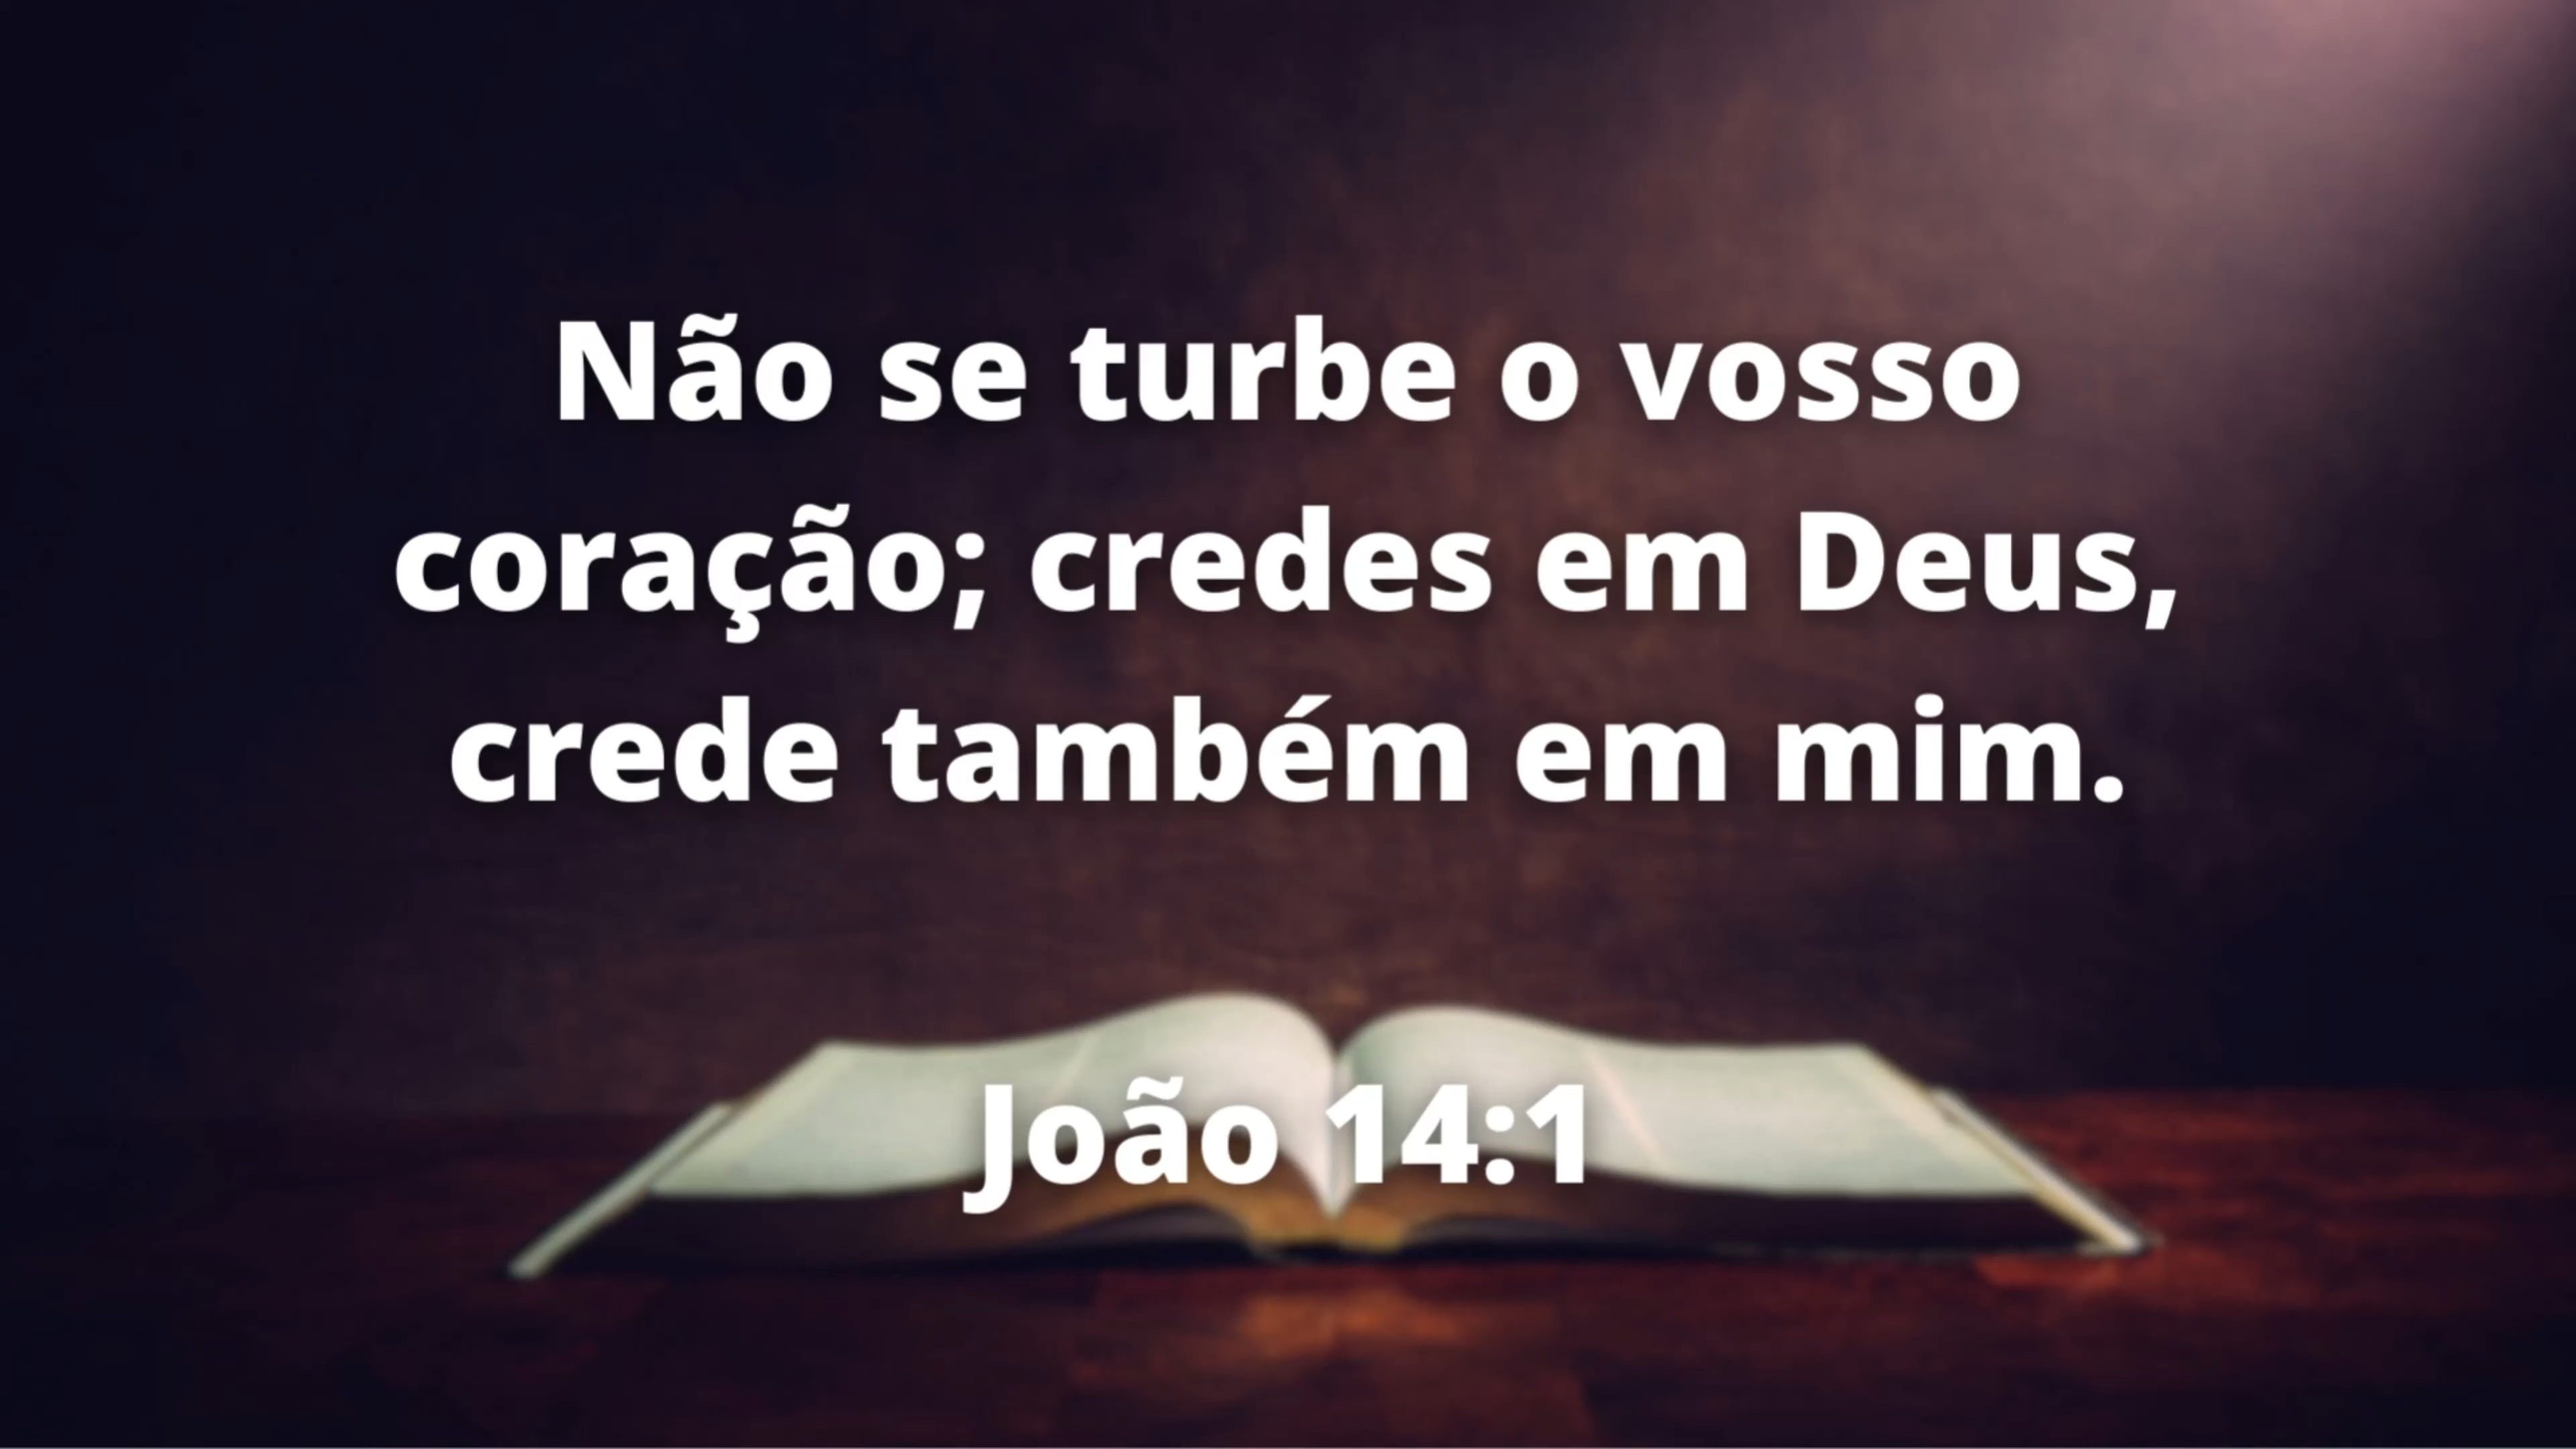 Não se turbe o vosso
coração; credes em Deus,
crede também em mim.
João 14:1